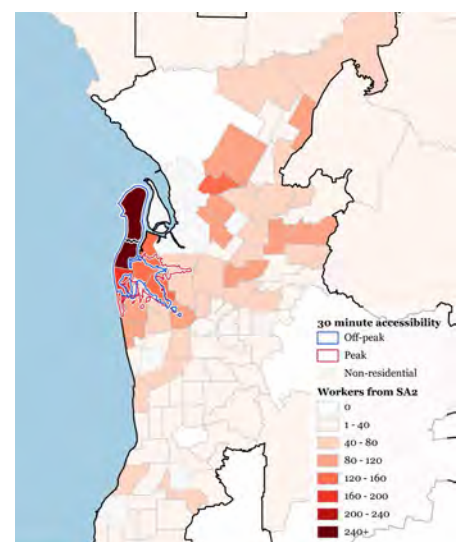 30 minute accessibility
Off-peak
Peak
Non-residential
Workers from SA2
0
1 - 40
40 - 80
80 - 120
120 - 160
160 - 200
200 - 240
240+